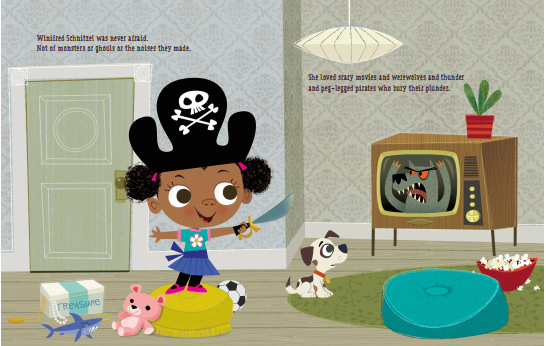 Winifred Schnitzel was never afraid.
Not of monsters or ghouls or the noises they made.
She loved scary movies and werewolves and thunder
and peg-legged pirates who bury their plunder.
TREASURE